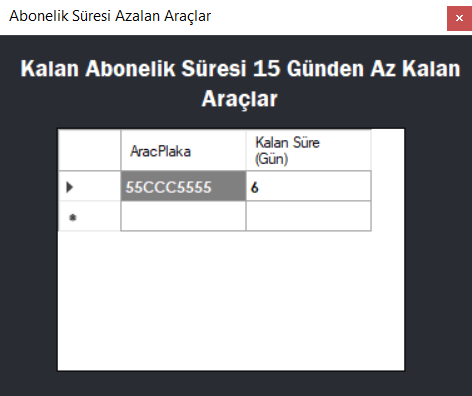 Abonelik Süresi Azalan Araçlar
Kalan Abonelik Süresi 15 Günden Az Kalan
Araçlar
AracPlaka
Kalan Süre
(Gün)
55CCC5555
6